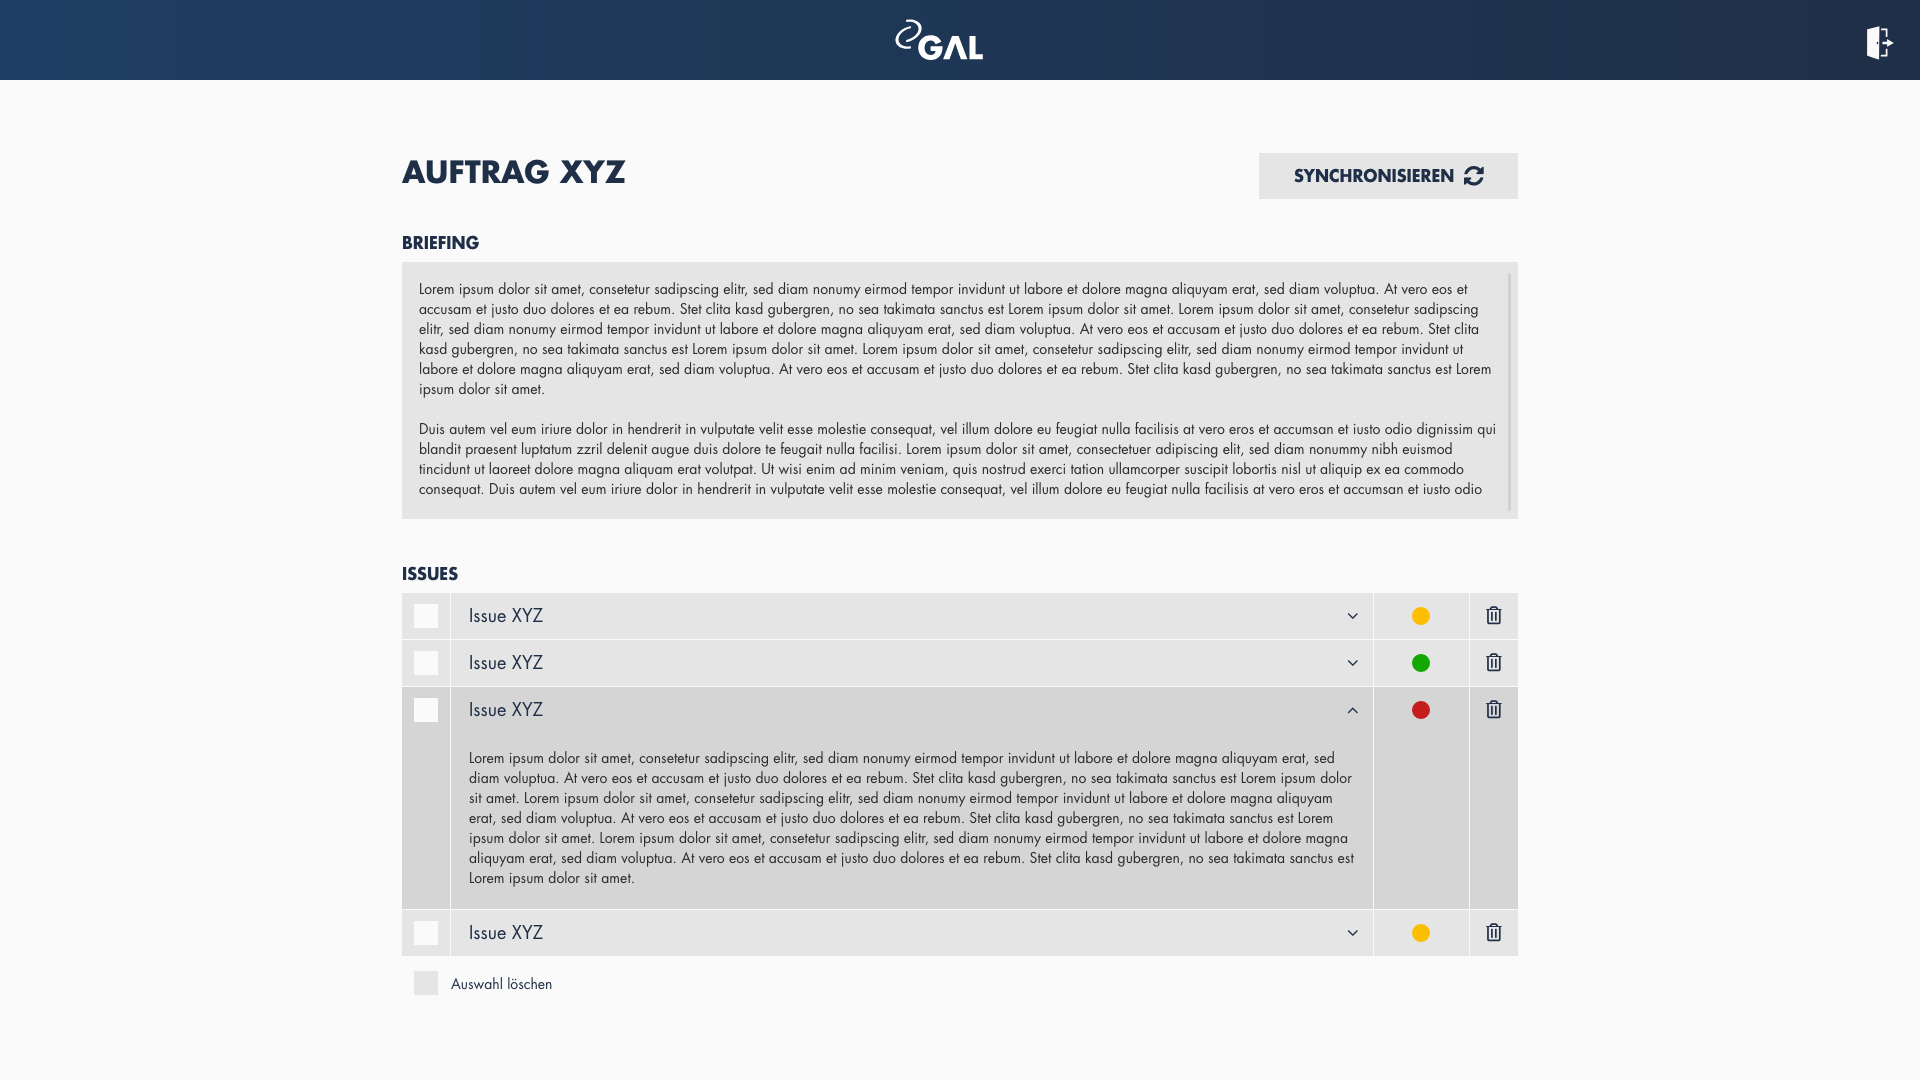 GAL
AUFTRAG XYZ
SYNCHRONISIEREN
BRIEFING
Lorem ipsum dolor sit amet, consetetur sadipscing elitr, sed diam nonumy eirmod tempor invidunt ut labore et dolore magna aliquyam erat, sed diam voluptua. At vero eos et
accusam et justo duo dolores et ea rebum. Stet clita kasd gubergren, no sea takimata sanctus est Lorem ipsum dolor sit amet. Lorem ipsum dolor sit amet, consetetur sadipscing
elitr, sed diam nonumy eirmod tempor invidunt ut labore et dolore magna aliquyam erat, sed diam voluptua. At vero eos et accusam et justo duo dolores et ea rebum. Stet clita
kasd gubergren, no sea takimata sanctus est Lorem ipsum dolor sit amet. Lorem ipsum dolor sit amet, consetetur sadipscing elitr, sed diam nonumy eirmod tempor invidunt ut
labore et dolore magna aliquyam erat, sed diam voluptua. At vero eos et accusam et justo duo dolores et ea rebum. Stet clita kasd gubergren, no sea takimata sanctus est Lorem
ipsum dolor sit amet.
Duis autem vel eum iriure dolor in hendrerit in vulputate velit esse molestie consequat, vel illum dolore eu feugiat nulla facilisis at vero eros et accumsan et iusto odio dignissim qui
blandit praesent luptatum zzril delenit augue duis dolore te feugait nulla facilisi. Lorem ipsum dolor sit amet, consectetuer adipiscing elit, sed diam nonummy nibh euismod
tincidunt ut laoreet dolore magna aliquam erat volutpat. Ut wisi enim ad minim veniam, quis nostrud exerci tation ullamcorper suscipit lobortis nisl ut aliquip ex ea commodo
consequat. Duis autem vel eum iriure dolor in hendrerit in vulputate velit esse molestie consequat, vel illum dolore eu feugiat nulla facilisis at vero eros et accumsan et iusto odio
ISSUES
Issue XYZ
Issue XYZ
Issue XYZ
Lorem ipsum dolor sit amet, consetetur sadipscing elitr, sed diam nonumy eirmod tempor invidunt ut labore et dolore magna aliquyam erat, sed
diam voluptua. At vero eos et accusam et justo duo dolores et ea rebum. Stet clita kasd gubergren, no sea takimata sanctus est Lorem ipsum dolor
sit amet. Lorem ipsum dolor sit amet, consetetur sadipscing elitr, sed diam nonumy eirmod tempor invidunt ut labore et dolore magna aliquyam
erat, sed diam voluptua. At vero eos et accusam et justo duo dolores et ea rebum. Stet clita kasd gubergren, no sea takimata sanctus est Lorem
ipsum dolor sit amet. Lorem ipsum dolor sit amet, consetetur sadipscing elitr, sed diam nonumy eirmod tempor invidunt ut labore et dolore magna
aliquyam erat, sed diam voluptua. At vero eos et accusam et justo duo dolores et ea rebum. Stet clita kasd gubergren, no sea takimata sanctus est
Lorem ipsum dolor sit amet.
Issue XYZ
Auswahl löschen